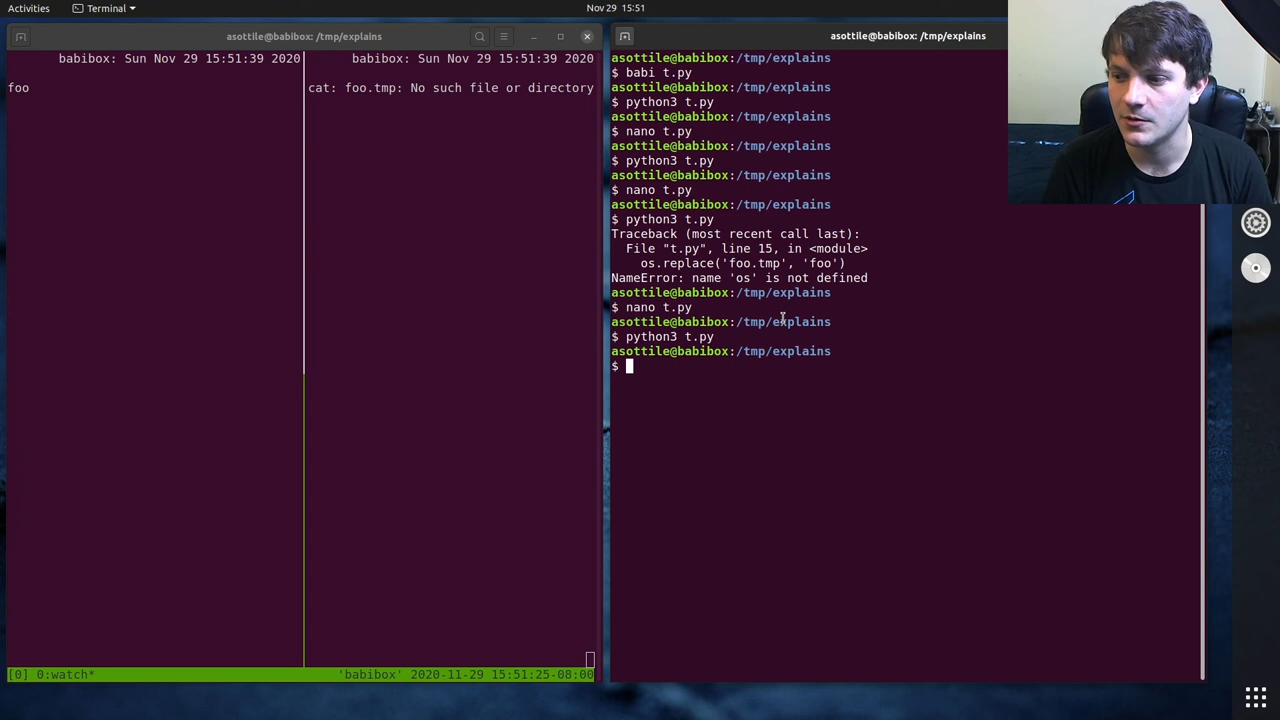 Activities
Terminal
Nov 29 15:51
asottile@babibox: /tmp/explains
babibox: Sun Nov 29 15:51:39 2020
foo
babibox: Sun Nov 29 15:51:39 2020
cat: foo.tmp: No such file or directory
[0] 0:watch*
'babibox' 2020-11-29 15:51:25-08:00
asottile@babibox: /tmp/explains
asottile@babibox:/tmp/explains
$ babi t.py
asottile@babibox:/tmp/explains
$ python3 t.py
asottile@babibox:/tmp/explains
$ nano t.py
asottile@babibox:/tmp/explains
$ python3 t.py
asottile@babibox:/tmp/explains
$ nano t.py
asottile@babibox:/tmp/explains
$ python3 t.py
Traceback (most recent call last):
  File "t.py", line 15, in <module>
    os.replace('foo.tmp', 'foo')
NameError: name 'os' is not defined
asottile@babibox:/tmp/explains
$ nano t.py
asottile@babibox:/tmp/explains
$ python3 t.py
asottile@babibox:/tmp/explains
$